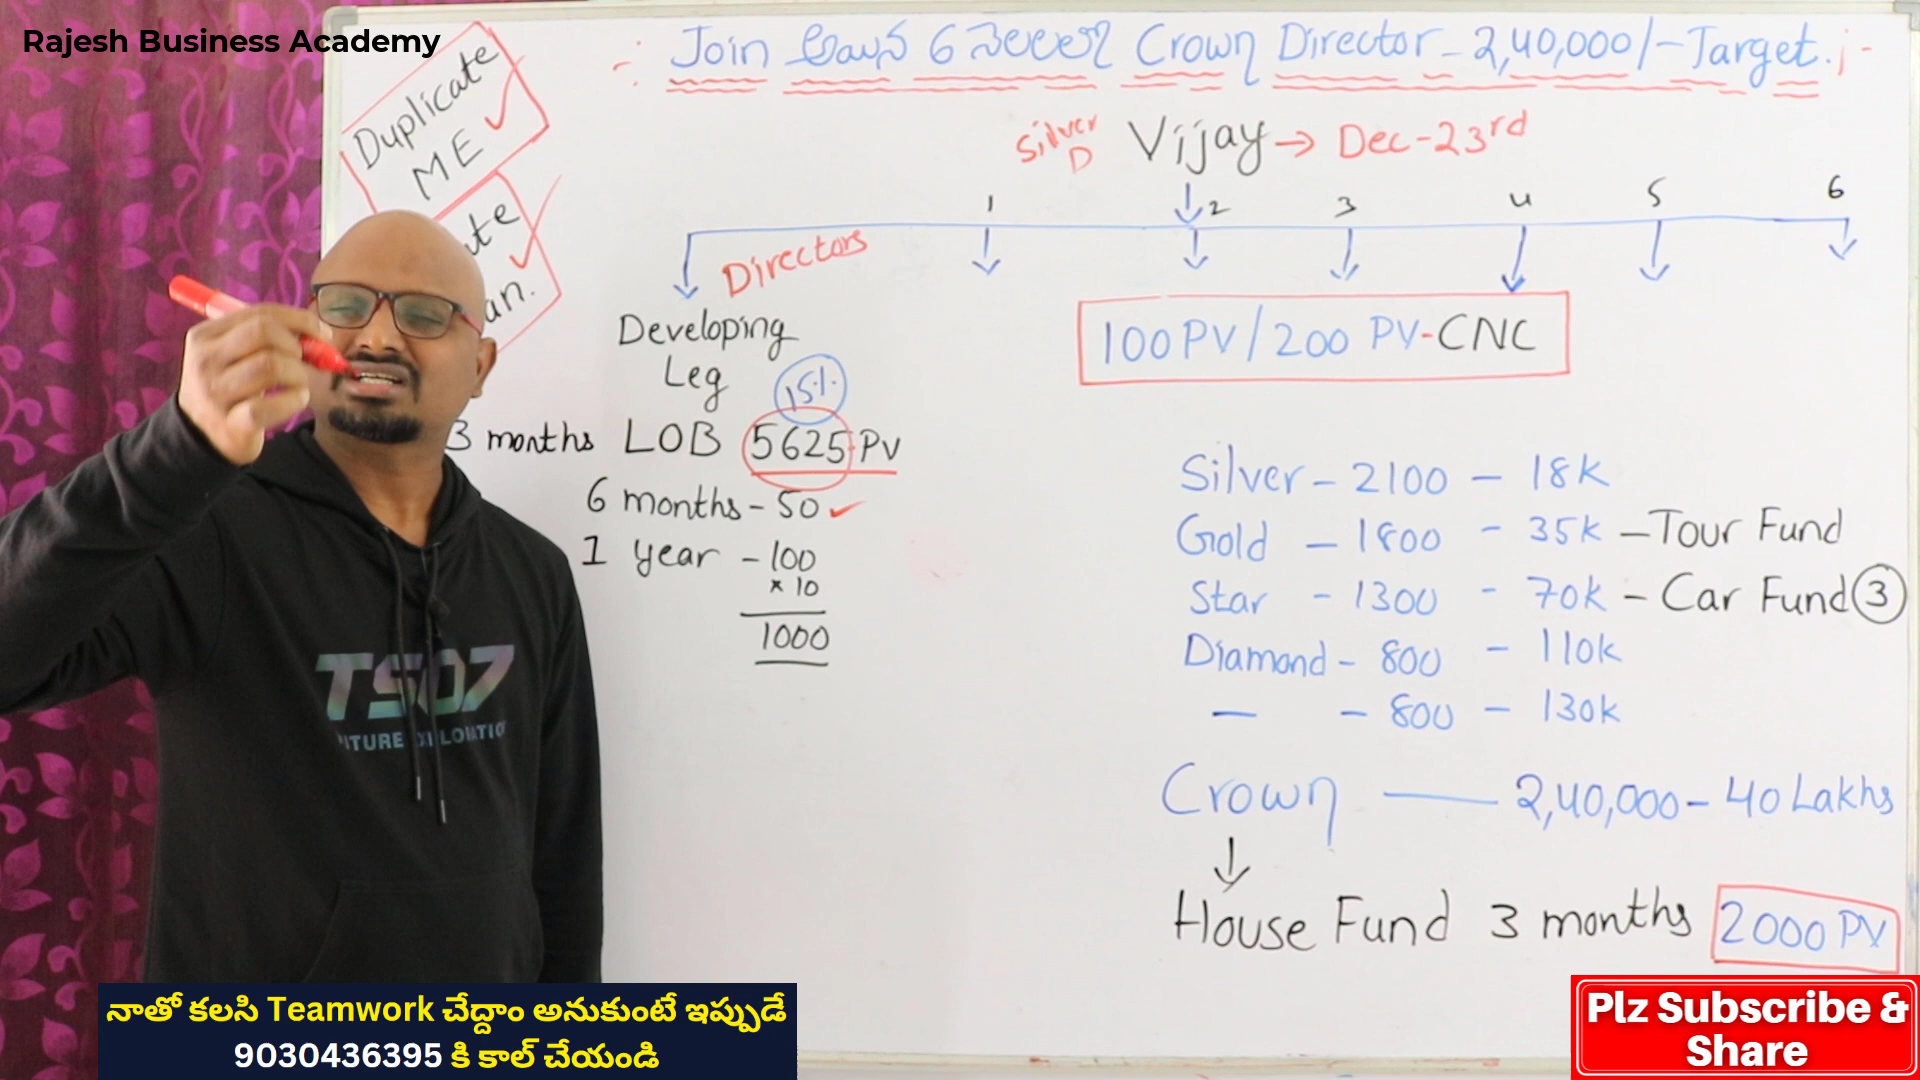 Rajesh Business Academy
Join అయిన 6 నెలలలో Crown Director - 2,40,000/- Target.
Duplicate
ME
Silver
D
Vijay → Dec-23rd
1 2 3 4 5 6
Directors
an.
Developing
Leg
15%
3 months LOB 5625 PV
6 months - 50
1 year - 100
* 10
1000
100 PV / 200 PV - CNC
Silver - 2100 - 18K
Gold - 1800 - 35K - Tour Fund
Star - 1300 - 70K - Car Fund 3
Diamond - 800 - 110K
- - 800 - 130K
Crown - 2,40,000 - 40 Lakhs
↓
House Fund 3 months 2000 PV
TSO7
నాతో కలసి Teamwork చేద్దాం అనుకుంటే ఇప్పుడే
9030436395 కి కాల్ చేయండి
Plz Subscribe &
Share